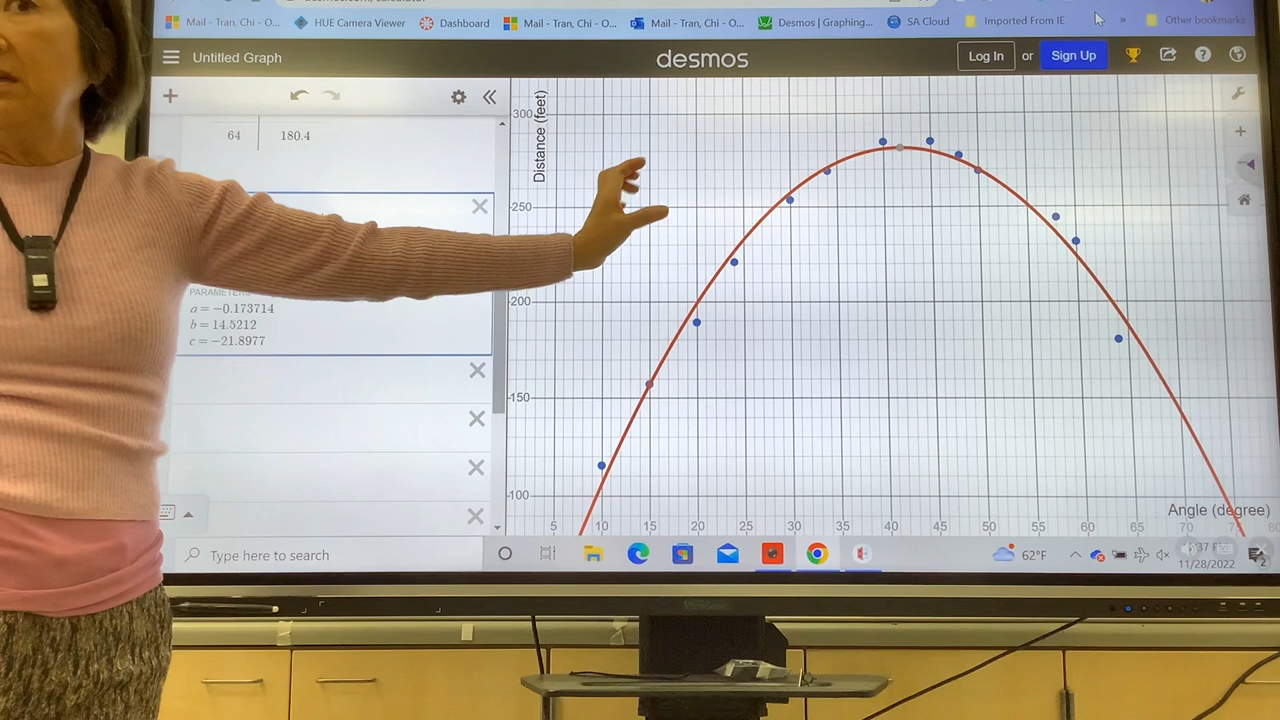 Mail - Tran, Chi - O...
HUE Camera Viewer
Dashboard
Mail - Tran, Chi - O...
Mail - Tran, Chi - O...
Desmos | Graphing...
SA Cloud
Imported From IE
»
Other bookmarks
Untitled Graph
desmos
Log In
or
Sign Up
64 180.4
PARAMETERS
a = −0.173714
b = 14.5212
c = −21.8977
Distance (feet)
300
250
200
150
100
5 10 15 20 25 30 35 40 45 50 55 60 65 70 75
Angle (degree)
Type here to search
62°F
11/28/2022
2